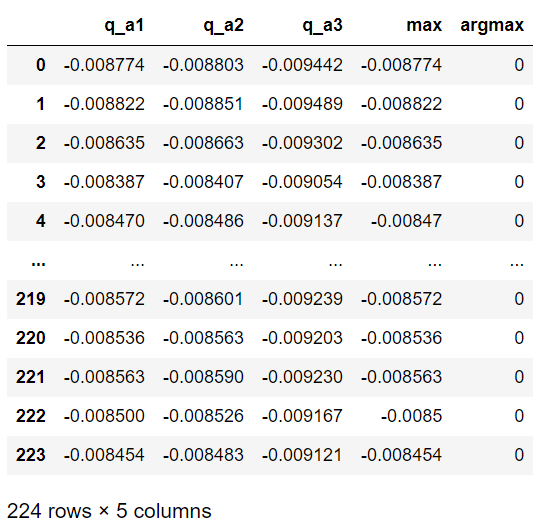 q_a1 q_a2 q_a3 max argmax
0 -0.008774 -0.008803 -0.009442 -0.008774 0
1 -0.008822 -0.008851 -0.009489 -0.008822 0
2 -0.008635 -0.008663 -0.009302 -0.008635 0
3 -0.008387 -0.008407 -0.009054 -0.008387 0
4 -0.008470 -0.008486 -0.009137 -0.00847 0
... ... ... ... ... ...
219 -0.008572 -0.008601 -0.009239 -0.008572 0
220 -0.008536 -0.008563 -0.009203 -0.008536 0
221 -0.008563 -0.008590 -0.009230 -0.008563 0
222 -0.008500 -0.008526 -0.009167 -0.0085 0
223 -0.008454 -0.008483 -0.009121 -0.008454 0
224 rows × 5 columns